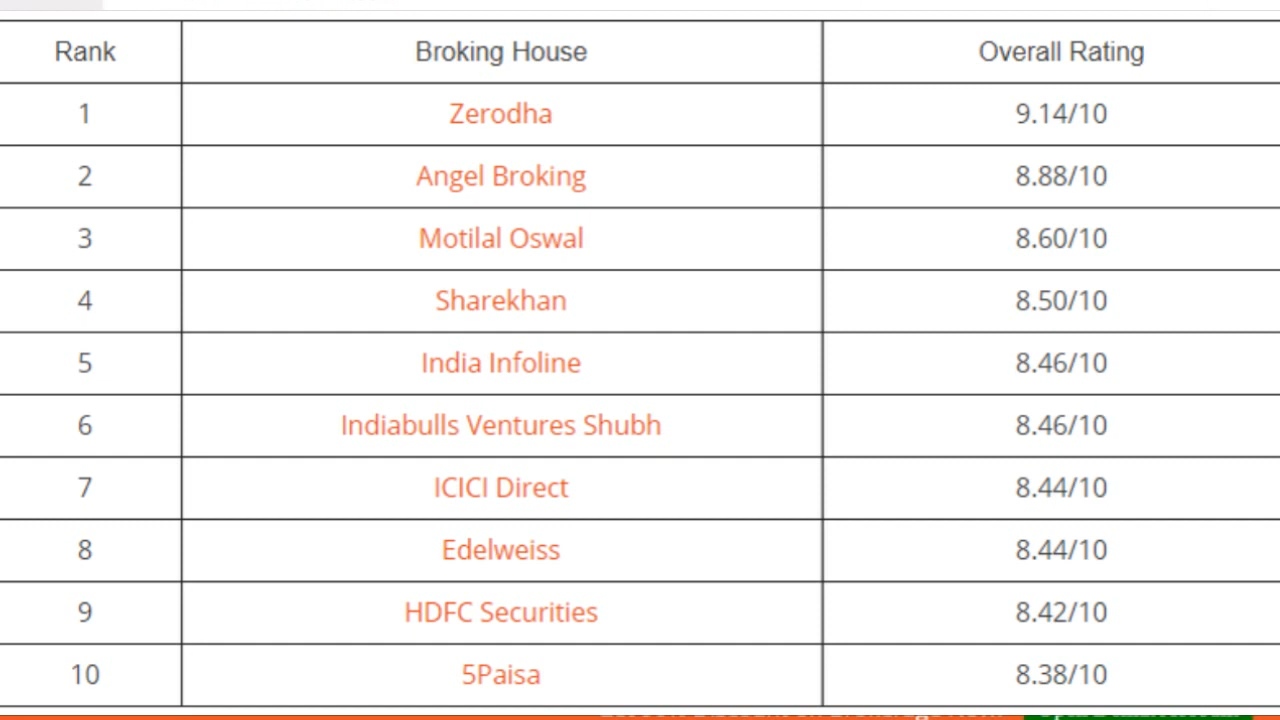 Rank Broking House Overall Rating
1 Zerodha 9.14/10
2 Angel Broking 8.88/10
3 Motilal Oswal 8.60/10
4 Sharekhan 8.50/10
5 India Infoline 8.46/10
6 Indiabulls Ventures Shubh 8.46/10
7 ICICI Direct 8.44/10
8 Edelweiss 8.44/10
9 HDFC Securities 8.42/10
10 5Paisa 8.38/10